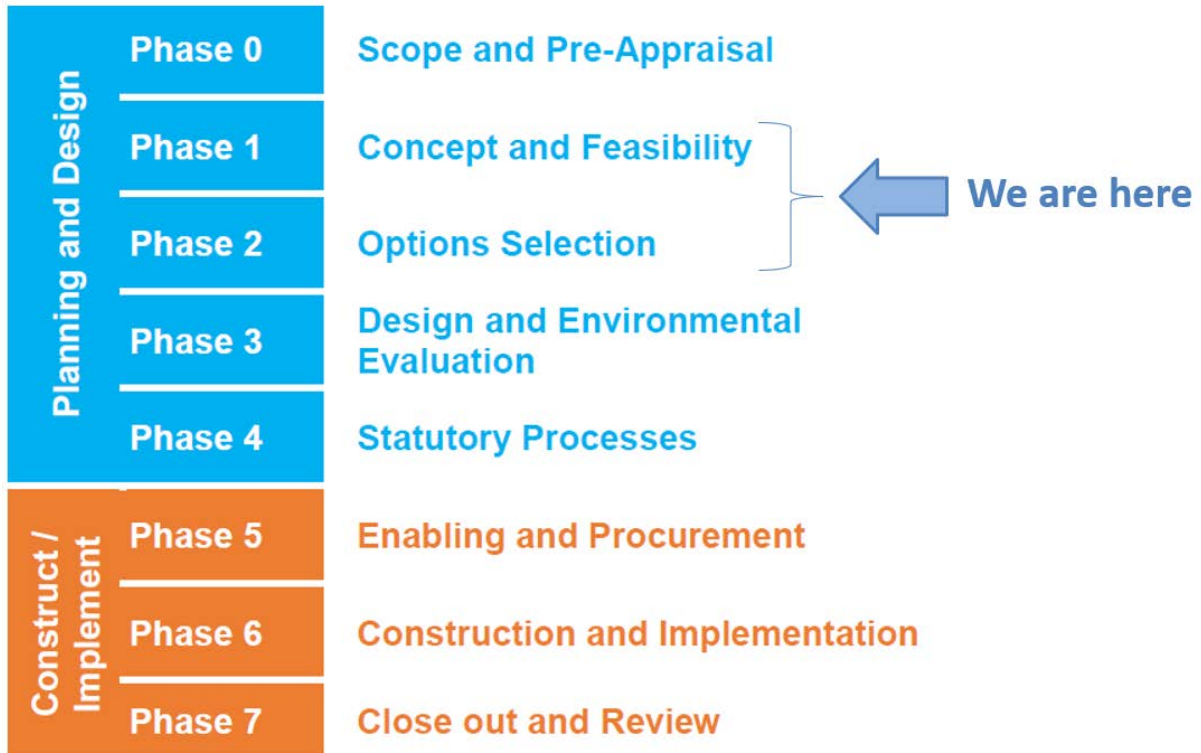 Planning and Design
Phase 0
Scope and Pre-Appraisal
Phase 1
Concept and Feasibility
Phase 2
Options Selection
We are here
Phase 3
Design and Environmental
Evaluation
Phase 4
Statutory Processes
Construct /
Implement
Phase 5
Enabling and Procurement
Phase 6
Construction and Implementation
Phase 7
Close out and Review